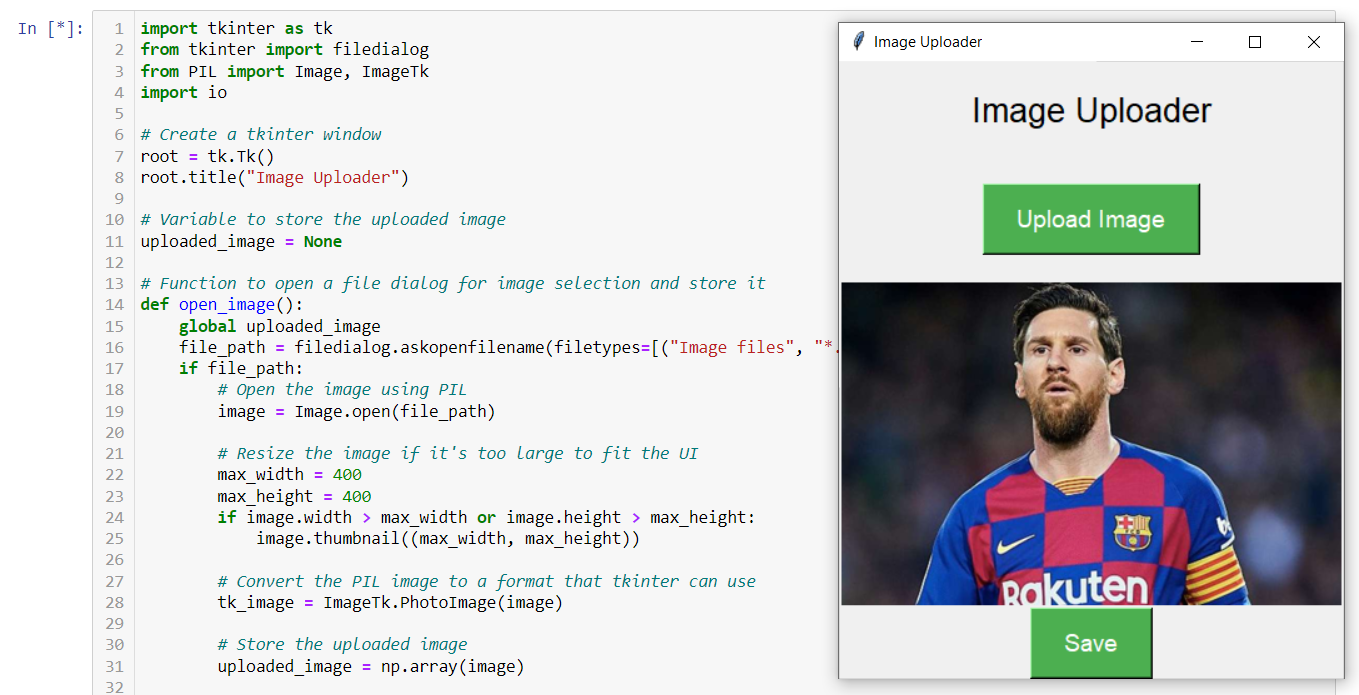 In [*]:
1 import tkinter as tk
2 from tkinter import filedialog
3 from PIL import Image, ImageTk
4 import io
5
6 # Create a tkinter window
7 root = tk.Tk()
8 root.title("Image Uploader")
9
10 # Variable to store the uploaded image
11 uploaded_image = None
12
13 # Function to open a file dialog for image selection and store it
14 def open_image():
15     global uploaded_image
16     file_path = filedialog.askopenfilename(filetypes=[("Image files", "*.
17     if file_path:
18         # Open the image using PIL
19         image = Image.open(file_path)
20
21         # Resize the image if it's too large to fit the UI
22         max_width = 400
23         max_height = 400
24         if image.width > max_width or image.height > max_height:
25             image.thumbnail((max_width, max_height))
26
27         # Convert the PIL image to a format that tkinter can use
28         tk_image = ImageTk.PhotoImage(image)
29
30         # Store the uploaded image
31         uploaded_image = np.array(image)
32
Image Uploader
Image Uploader
Upload Image
Rakuten
Save